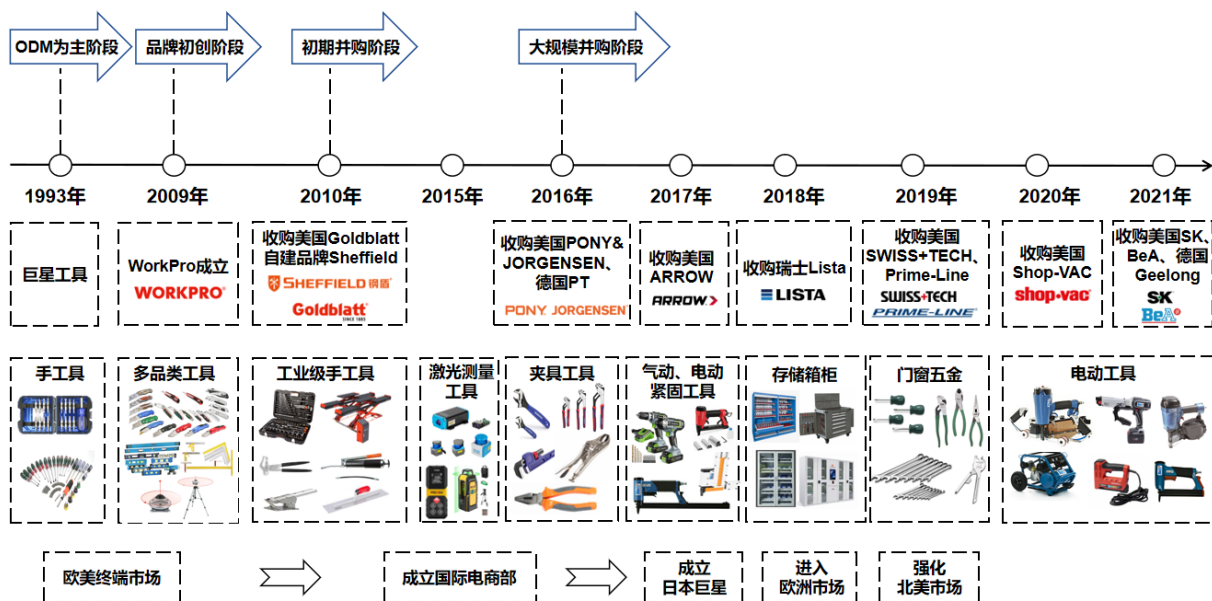 ODM为主阶段
品牌初创阶段
初期并购阶段
大规模并购阶段
1993年
2009年
2010年
2015年
2016年
2017年
2018年
2019年
2020年
2021年
巨星工具
WorkPro成立
WORKPRO®
收购美国Goldblatt
自建品牌Sheffield
SHEFFIELD 钢盾
Goldblatt®
SINCE 1885
收购美国PONY&
JORGENSEN、
德国PT
PONY JORGENSEN
收购美国
ARROW
ARROW
收购瑞士Lista
LISTA
收购美国
SWISS+TECH、
Prime-Line
SWISS+TECH
PRIME-LINE®
收购美国
Shop-VAC
shop·vac®
收购美国SK、
BeA、德国
Geelong
SK
BeA
手工具
多品类工具
工业级手工具
激光测量
工具
夹具工具
气动、电动
紧固工具
存储箱柜
门窗五金
电动工具
欧美终端市场
成立国际电商部
成立
日本巨星
进入
欧洲市场
强化
北美市场